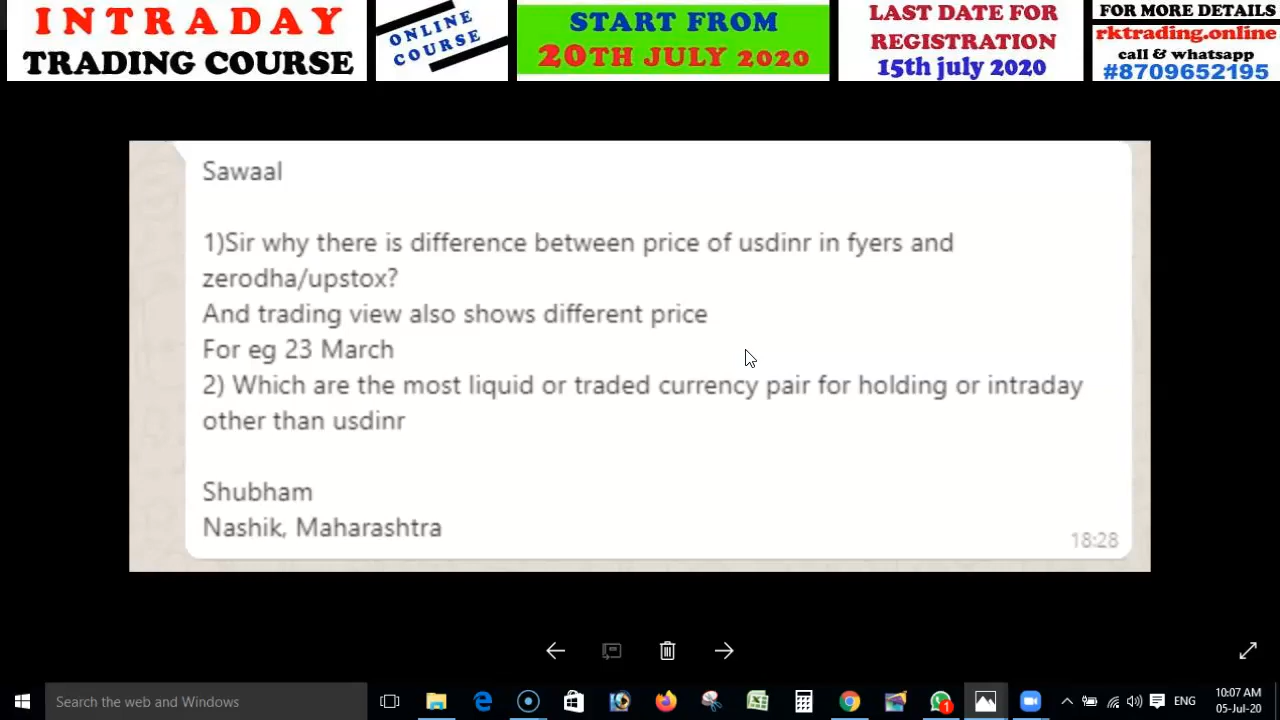 INTRADAY
TRADING COURSE
ONLINE
COURSE
START FROM
20TH JULY 2020
LAST DATE FOR
REGISTRATION
15th july 2020
FOR MORE DETAILS
rktrading.online
call & whatsapp
#8709652195
Sawaal
1)Sir why there is difference between price of usdinr in fyers and
zerodha/upstox?
And trading view also shows different price
For eg 23 March
2) Which are the most liquid or traded currency pair for holding or intraday
other than usdinr
Shubham
Nashik, Maharashtra
18:28
Search the web and Windows
1
ENG
10:07 AM
05-Jul-20